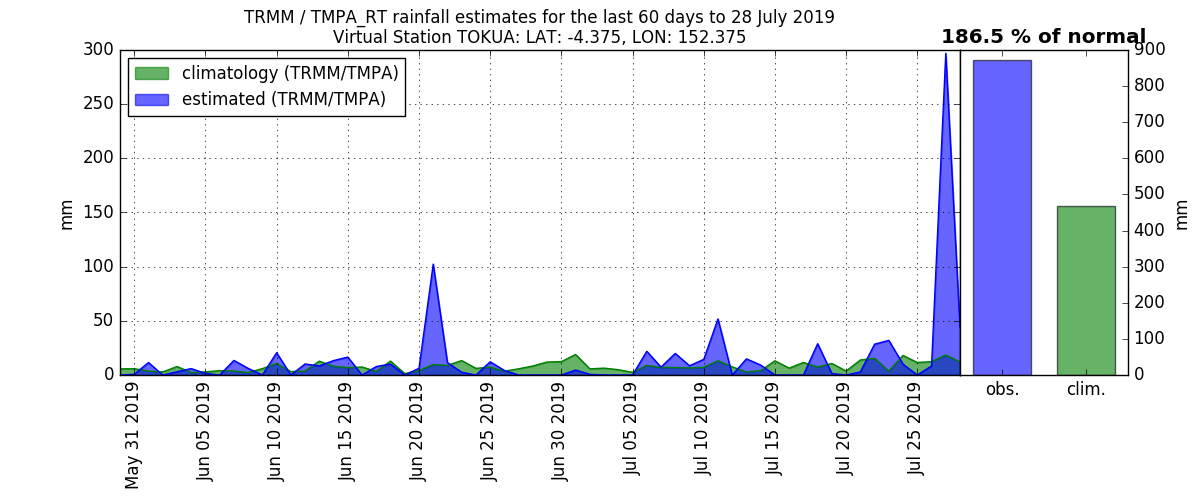 TRMM / TMPA_RT rainfall estimates for the last 60 days to 28 July 2019
Virtual Station TOKUA: LAT: -4.375, LON: 152.375
186.5 % of normal
climatology (TRMM/TMPA)
estimated (TRMM/TMPA)
300
250
200
150
100
50
0
mm
May 31 2019
Jun 05 2019
Jun 10 2019
Jun 15 2019
Jun 20 2019
Jun 25 2019
Jun 30 2019
Jul 05 2019
Jul 10 2019
Jul 15 2019
Jul 20 2019
Jul 25 2019
obs.
clim.
900
800
700
600
500
400
300
200
100
0
mm